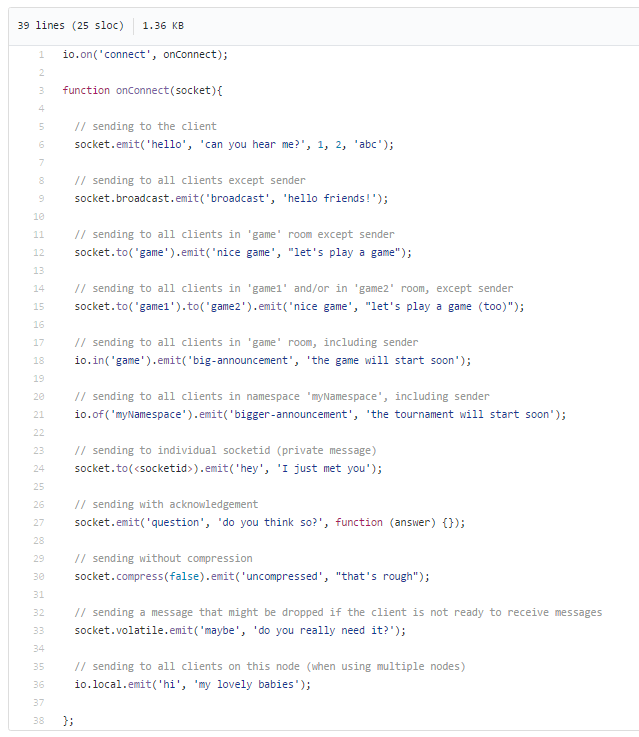 39 lines (25 sloc) 1.36 KB
1 io.on('connect', onConnect);
2
3 function onConnect(socket){
4
5 // sending to the client
6 socket.emit('hello', 'can you hear me?', 1, 2, 'abc');
7
8 // sending to all clients except sender
9 socket.broadcast.emit('broadcast', 'hello friends!');
10
11 // sending to all clients in 'game' room except sender
12 socket.to('game').emit('nice game', "let's play a game");
13
14 // sending to all clients in 'game1' and/or in 'game2' room, except sender
15 socket.to('game1').to('game2').emit('nice game', "let's play a game (too)");
16
17 // sending to all clients in 'game' room, including sender
18 io.in('game').emit('big-announcement', 'the game will start soon');
19
20 // sending to all clients in namespace 'myNamespace', including sender
21 io.of('myNamespace').emit('bigger-announcement', 'the tournament will start soon');
22
23 // sending to individual socketid (private message)
24 socket.to(<socketid>).emit('hey', 'I just met you');
25
26 // sending with acknowledgement
27 socket.emit('question', 'do you think so?', function (answer) {});
28
29 // sending without compression
30 socket.compress(false).emit('uncompressed', "that's rough");
31
32 // sending a message that might be dropped if the client is not ready to receive messages
33 socket.volatile.emit('maybe', 'do you really need it?');
34
35 // sending to all clients on this node (when using multiple nodes)
36 io.local.emit('hi', 'my lovely babies');
37
38 };